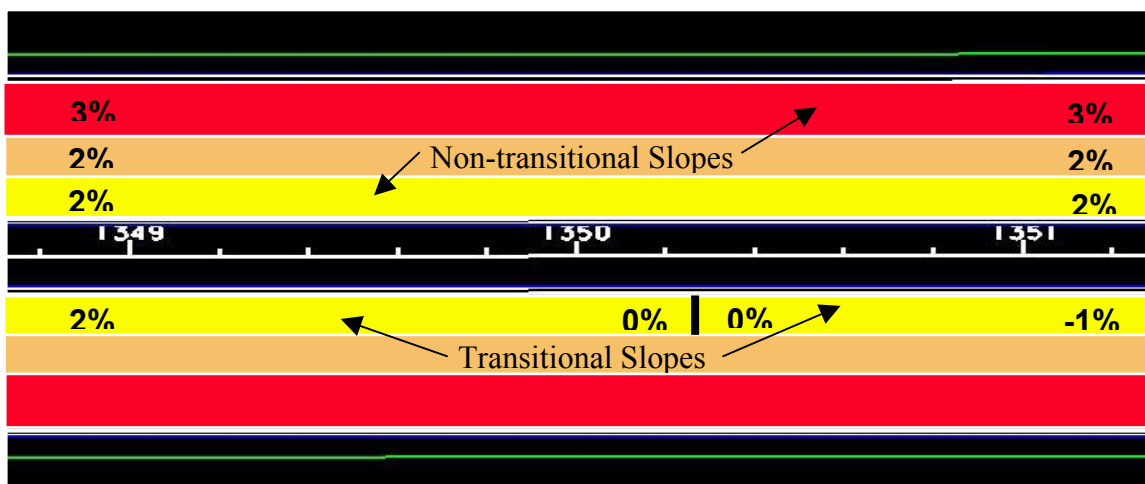 3% 3%
2% Non-transitional Slopes 2%
2% 2%
1349 1350 1351
2% 0% 0% -1%
Transitional Slopes